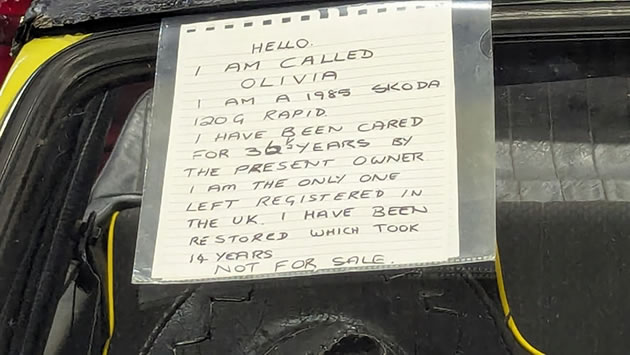 HELLO.
I AM CALLED
OLIVIA
I AM A 1985 SKODA
120G RAPID
I HAVE BEEN CARED
FOR 36½ YEARS BY
THE PRESENT OWNER
I AM THE ONLY ONE
LEFT REGISTERED IN
THE UK. I HAVE BEEN
RESTORED WHICH TOOK
14 YEARS
NOT FOR SALE.